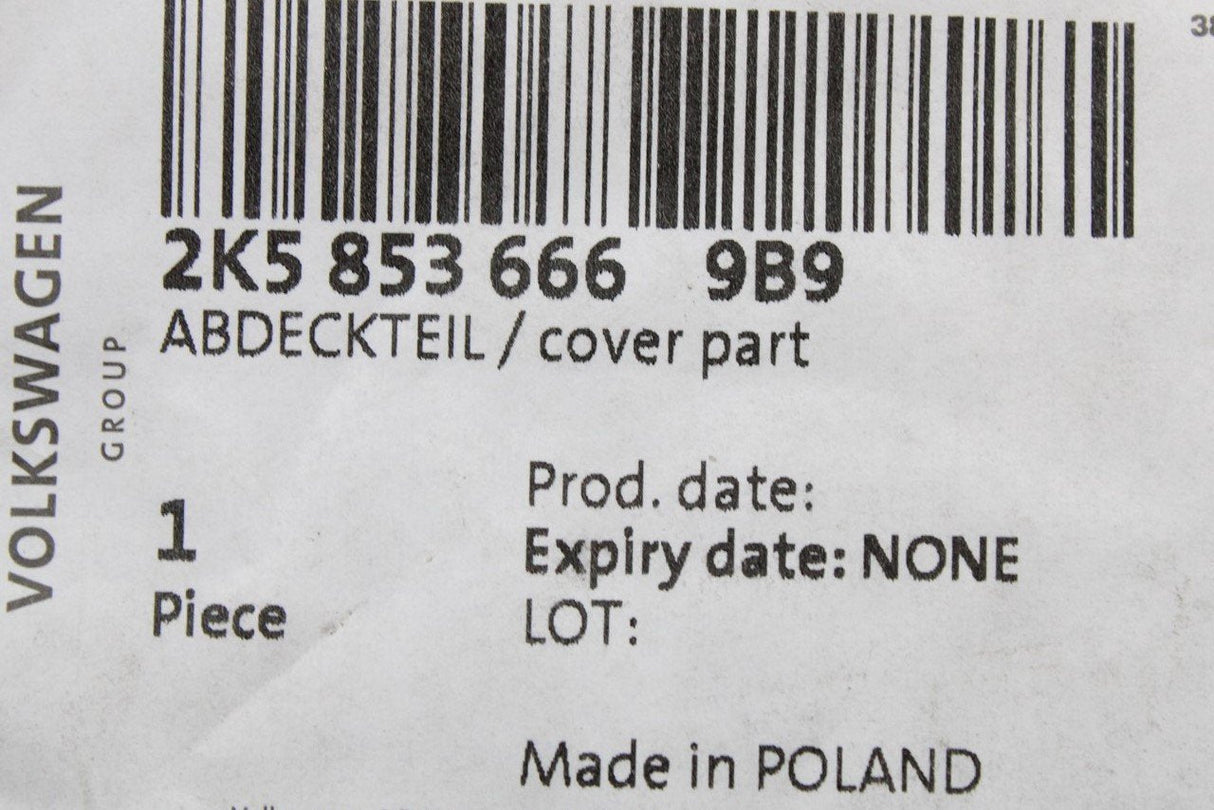 38
2K5 853 666 9B9
ABDECKTEIL / cover part
VOLKSWAGEN
GROUP
Prod. date:
1
Expiry date: NONE
Piece
LOT:
Made in POLAND